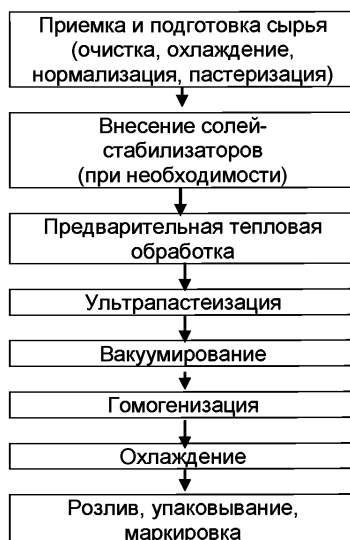 Приемка и подготовка сырья
(очистка, охлаждение,
нормализация, пастеризация)
Внесение солей-
стабилизаторов
(при необходимости)
Предварительная тепловая
обработка
Ультрапастеизация
Вакуумирование
Гомогенизация
Охлаждение
Розлив, упаковывание,
маркировка